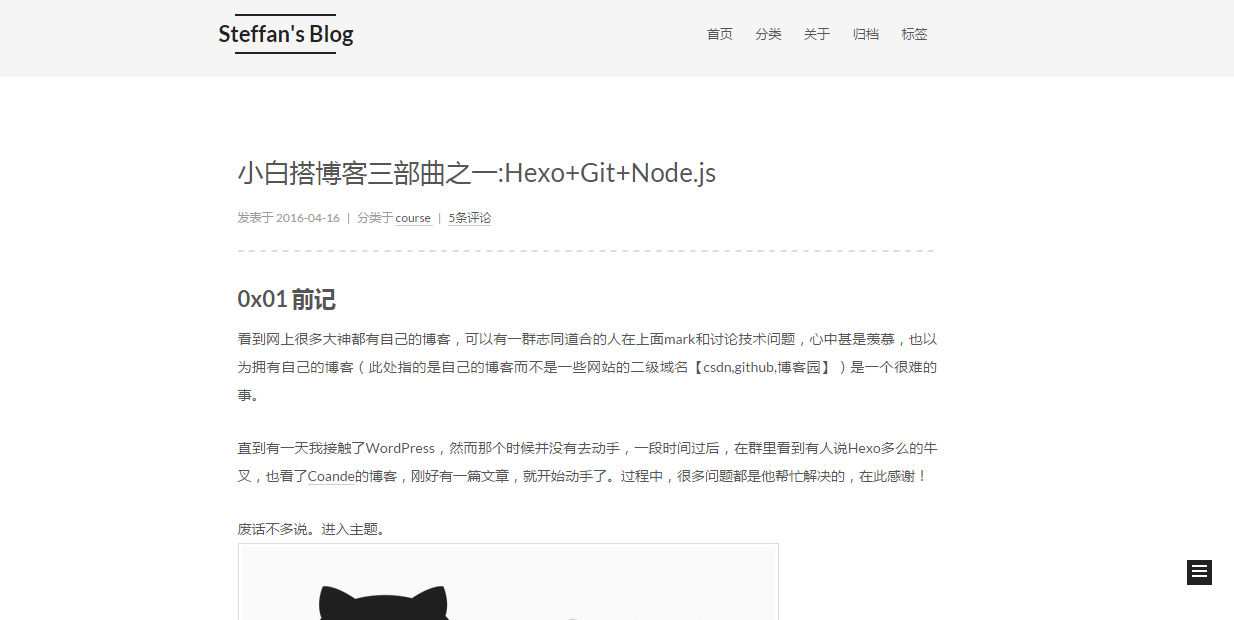 Steffan's Blog
首页 分类 关于 归档 标签
小白搭博客三部曲之一:Hexo+Git+Node.js
发表于 2016-04-16 | 分类于 course | 5条评论
0x01 前记
看到网上很多大神都有自己的博客，可以有一群志同道合的人在上面mark和讨论技术问题，心中甚是羡慕，也以
为拥有自己的博客（此处指的是自己的博客而不是一些网站的二级域名【csdn,github,博客园】）是一个很难的
事。
直到有一天我接触了WordPress，然而那个时候并没有去动手，一段时间过后，在群里看到有人说Hexo多么的牛
叉，也看了Coande的博客，刚好有一篇文章，就开始动手了。过程中，很多问题都是他帮忙解决的，在此感谢！
废话不多说。进入主题。